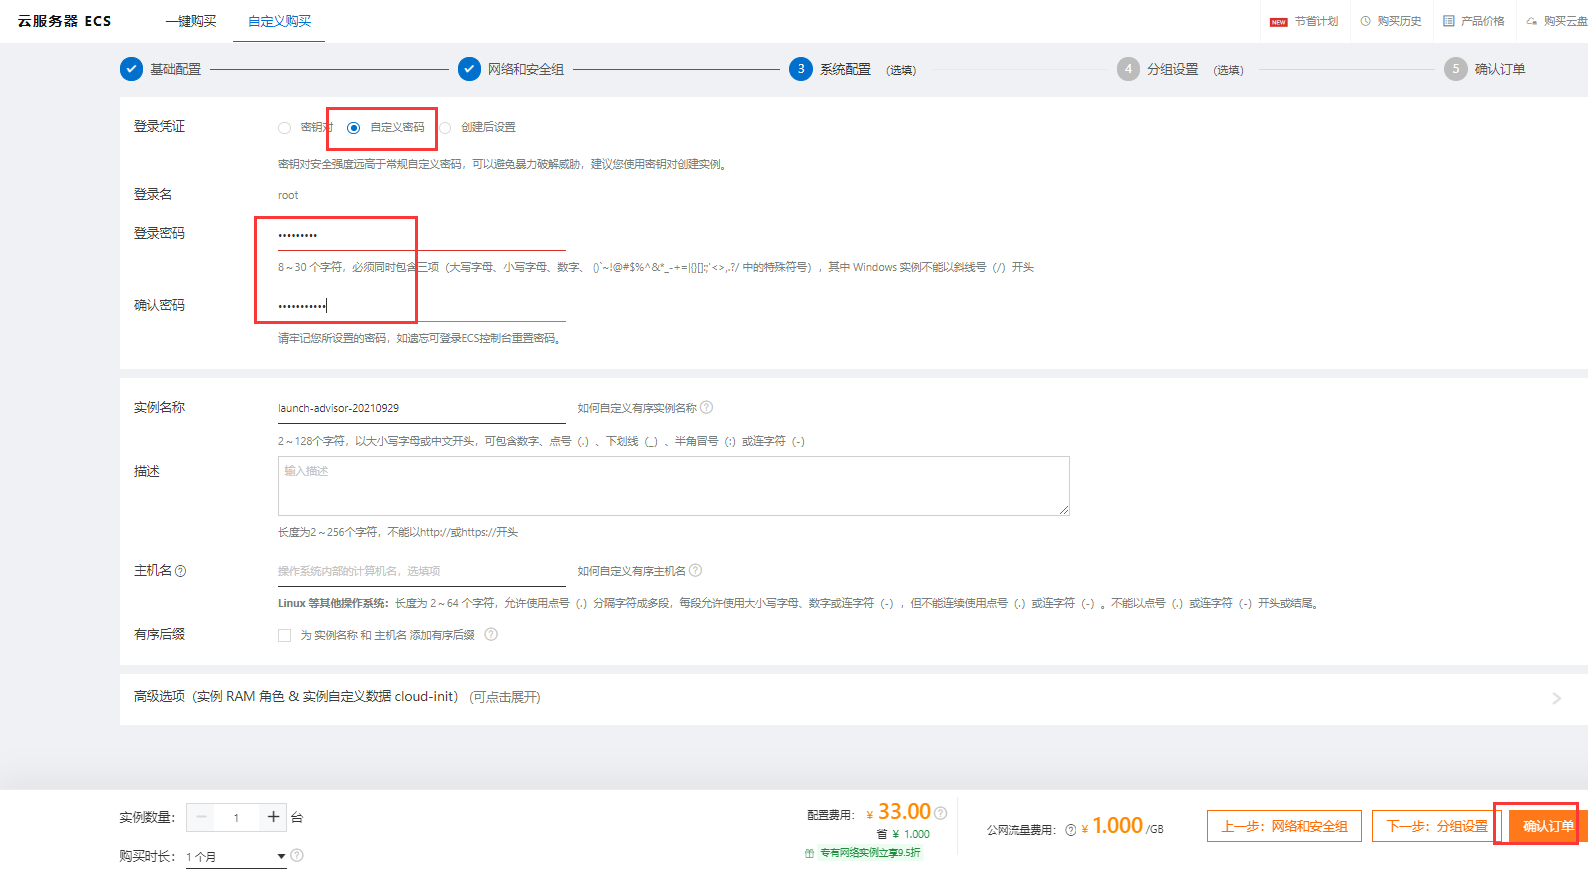 云服务器 ECS 一键购买 自定义购买 NEW 节省计划 购买历史 产品价格 购买云盘
基础配置 网络和安全组 3 系统配置 (选填) 4 分组设置 (选填) 5 确认订单
登录凭证 密钥对 自定义密码 创建后设置
密钥对安全强度远高于常规自定义密码，可以避免暴力破解威胁，建议您使用密钥对创建实例。
登录名 root
登录密码 •••••••••
8～30 个字符，必须同时包含三项（大写字母、小写字母、数字、 ()`~!@#$%^&*_-+=|{}[]:;'<>,.?/ 中的特殊符号），其中 Windows 实例不能以斜线号（/）开头
确认密码 •••••••••••
请牢记您所设置的密码，如遗忘可登录ECS控制台重置密码。
实例名称 launch-advisor-20210929 如何自定义有序实例名称 ?
2～128个字符，以大小写字母或中文开头，可包含数字、点号（.）、下划线（_）、半角冒号（:）或连字符（-）
描述 输入描述
长度为2～256个字符，不能以http://或https://开头
主机名 ? 操作系统内部的计算机名，选填项 如何自定义有序主机名 ?
Linux 等其他操作系统：长度为 2～64 个字符，允许使用点号（.）分隔字符成多段，每段允许使用大小写字母、数字或连字符（-），但不能连续使用点号（.）或连字符（-）。不能以点号（.）或连字符（-）开头或结尾。
有序后缀 为 实例名称 和 主机名 添加有序后缀 ?
高级选项（实例 RAM 角色 & 实例自定义数据 cloud-init） (可点击展开)
实例数量： － 1 + 台
购买时长： 1 个月 ?
配置费用： ¥ 33.00 ?
省 ¥ 1.000
专有网络实例立享9.5折
公网流量费用： ? ¥ 1.000 /GB
上一步：网络和安全组 下一步：分组设置 确认订单